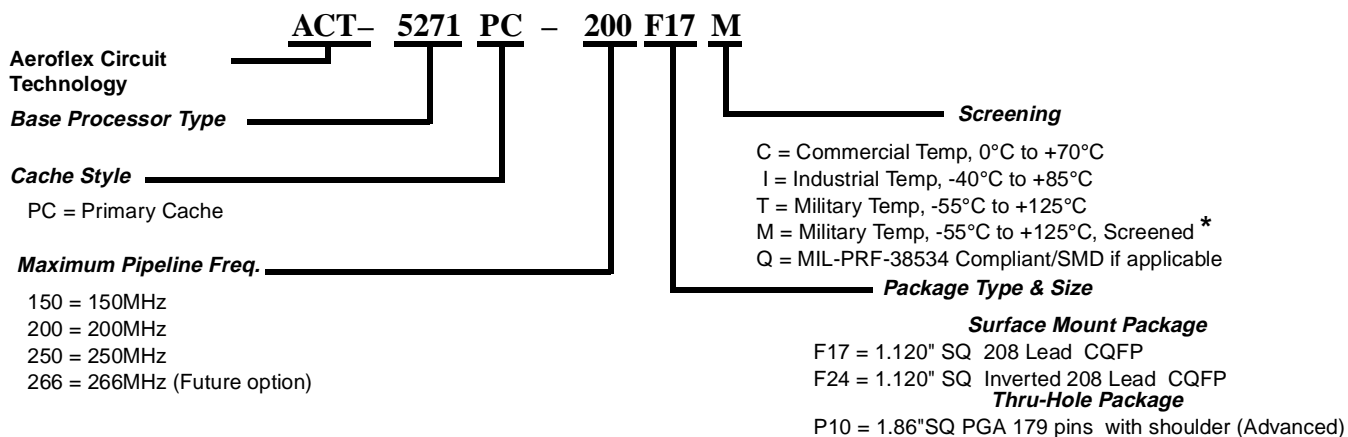 ACT– 5271 PC – 200 F17 M
Aeroflex Circuit
Technology
Base Processor Type
Cache Style
PC = Primary Cache
Maximum Pipeline Freq.
150 = 150MHz
200 = 200MHz
250 = 250MHz
266 = 266MHz (Future option)
Screening
C = Commercial Temp, 0°C to +70°C
I = Industrial Temp, -40°C to +85°C
T = Military Temp, -55°C to +125°C
M = Military Temp, -55°C to +125°C, Screened *
Q = MIL-PRF-38534 Compliant/SMD if applicable
Package Type & Size
Surface Mount Package
F17 = 1.120" SQ 208 Lead CQFP
F24 = 1.120" SQ Inverted 208 Lead CQFP
Thru-Hole Package
P10 = 1.86"SQ PGA 179 pins with shoulder (Advanced)